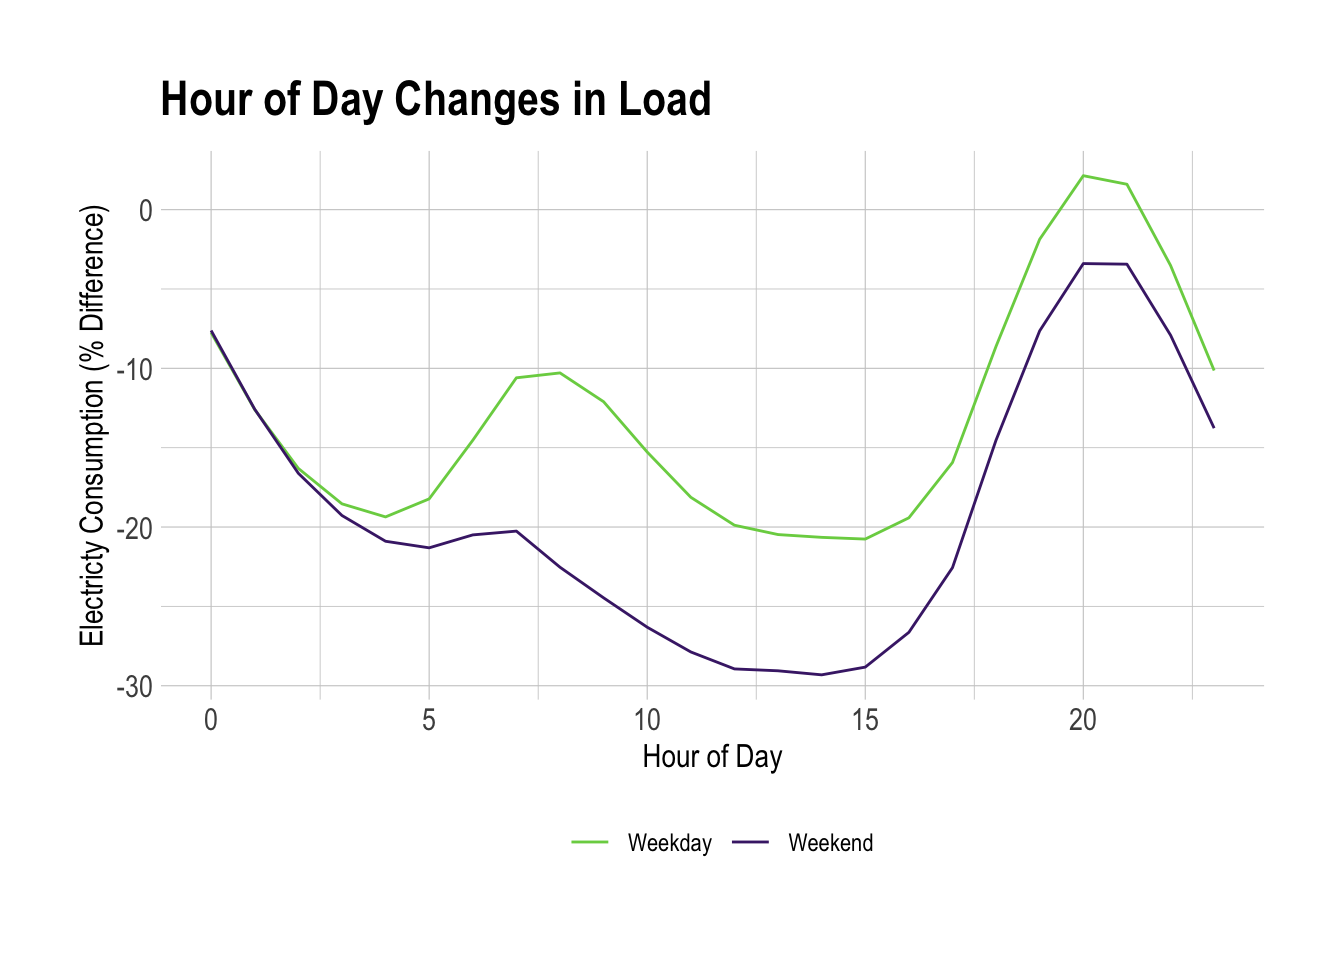 Hour of Day Changes in Load
Electricty Consumption (% Difference)
0
-10
-20
-30
0 5 10 15 20
Hour of Day
Weekday Weekend